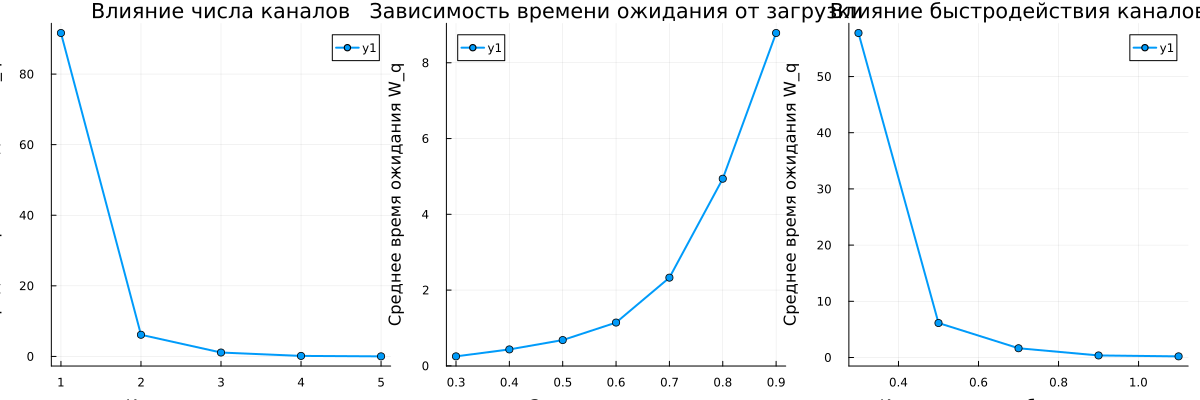 Влияние числа каналов
Зависимость времени ожидания от загрузки
Влияние быстродействия каналов
y1
80
60
40
20
0
1 2 3 4 5
Среднее время ожидания W_q
y1
8
6
4
2
0
0.3 0.4 0.5 0.6 0.7 0.8 0.9
Среднее время ожидания W_q
y1
50
40
30
20
10
0
0.4 0.6 0.8 1.0